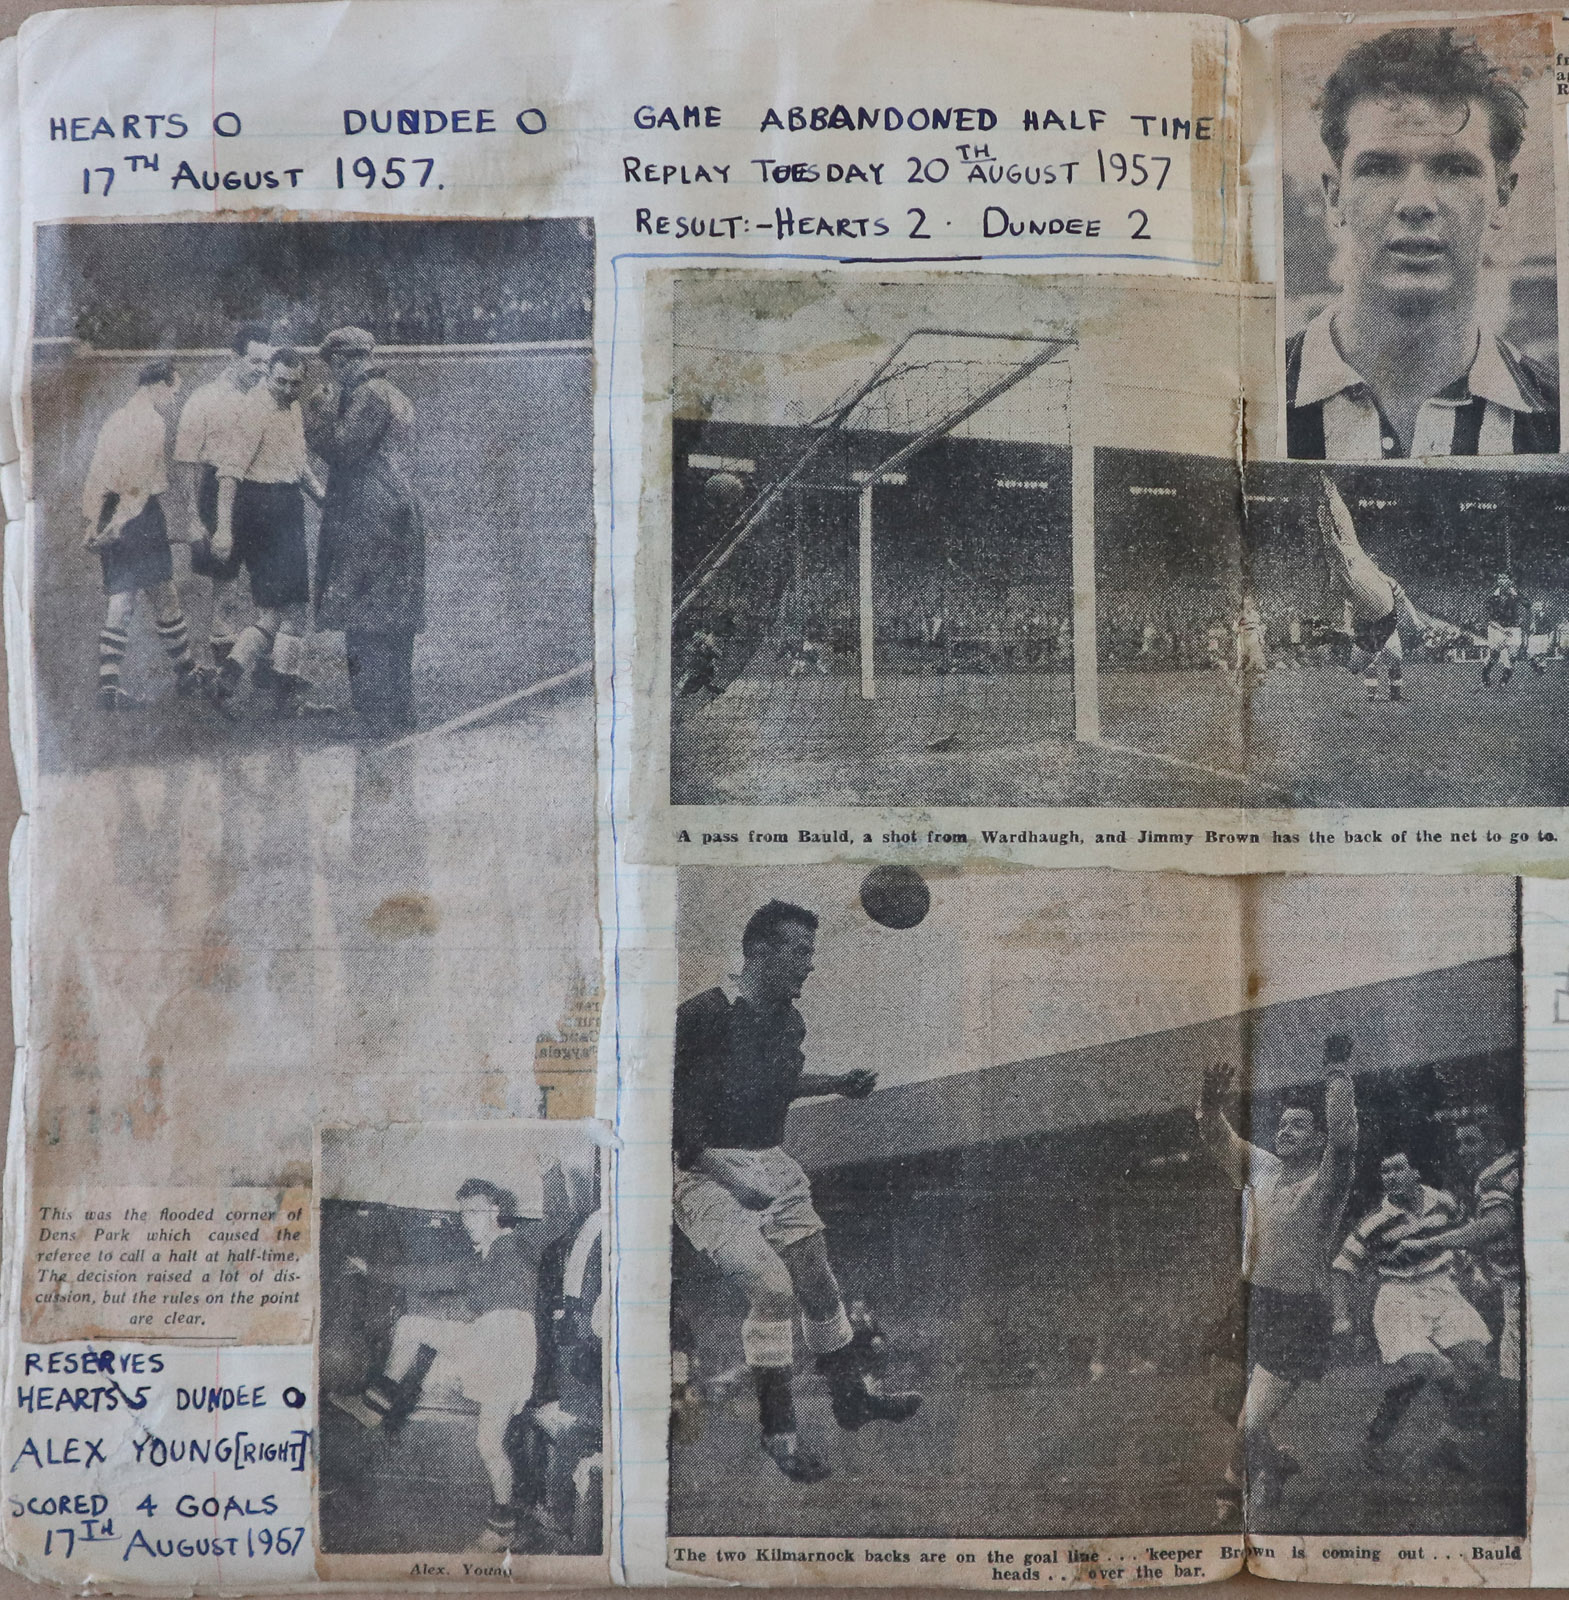 HEARTS 0 DUNDEE 0
17TH AUGUST 1957.
GAME ABBANDONED HALF TIME
REPLAY TUESDAY 20TH AUGUST 1957
RESULT:-HEARTS 2 · DUNDEE 2
A pass from Bauld, a shot from Wardhaugh, and Jimmy Brown has the back of the net to go to.
This was the flooded corner of
Dens Park which caused the
referee to call a halt at half-time.
The decision raised a lot of dis-
cussion, but the rules on the point
are clear.
RESERVES
HEARTS 5 DUNDEE 0
ALEX YOUNG [RIGHT]
SCORED 4 GOALS
17TH AUGUST 1957
Alex. Young
The two Kilmarnock backs are on the goal line . . . 'keeper Brown is coming out . . . Bauld
heads . . . over the bar.